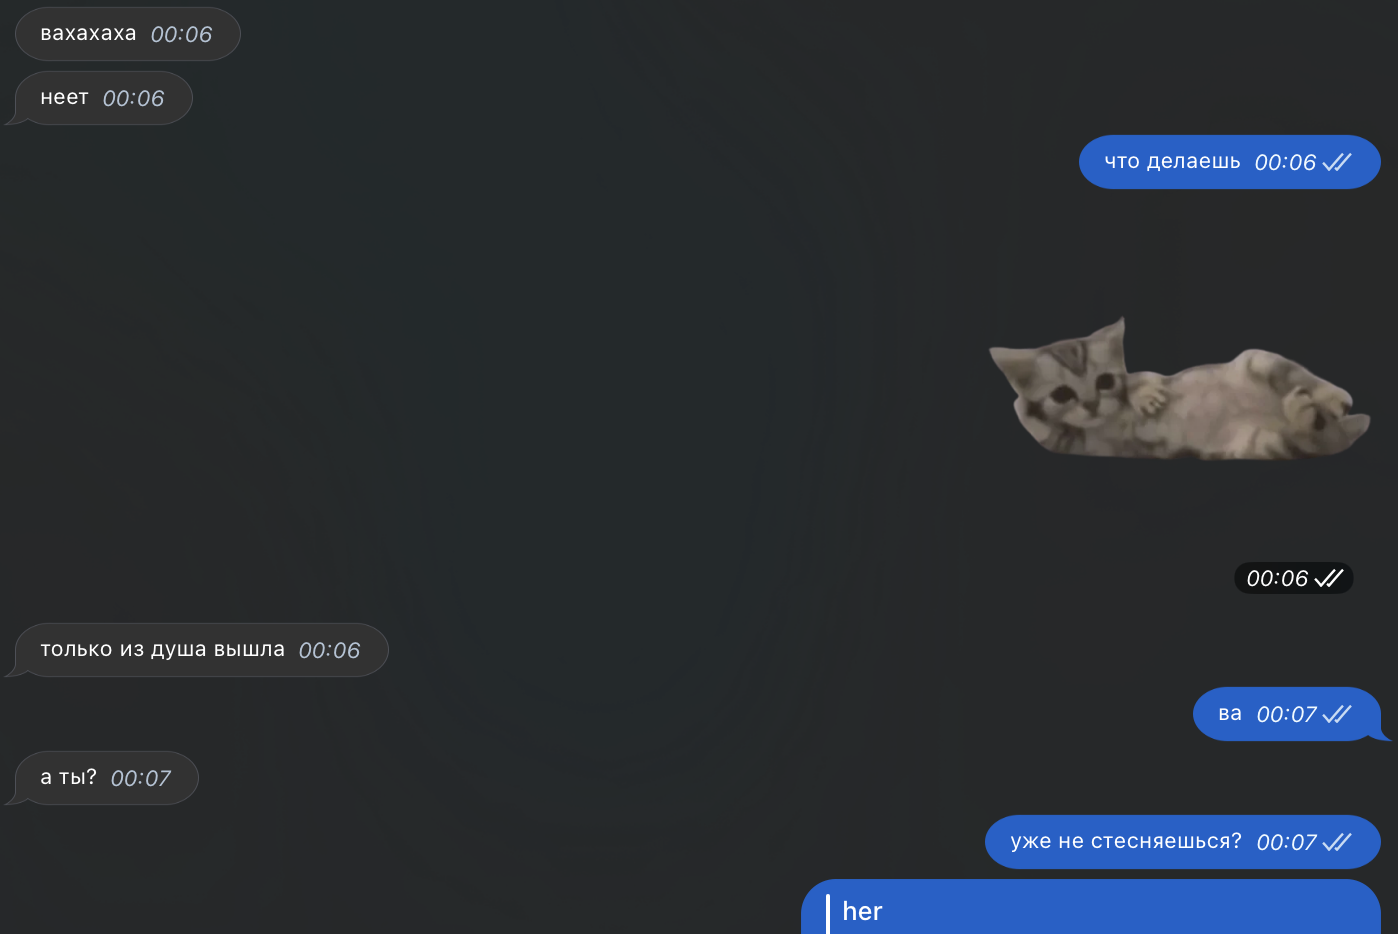 вахахаха 00:06
неет 00:06
что делаешь 00:06
00:06
только из душа вышла 00:06
ва 00:07
а ты? 00:07
уже не стесняешься? 00:07
her